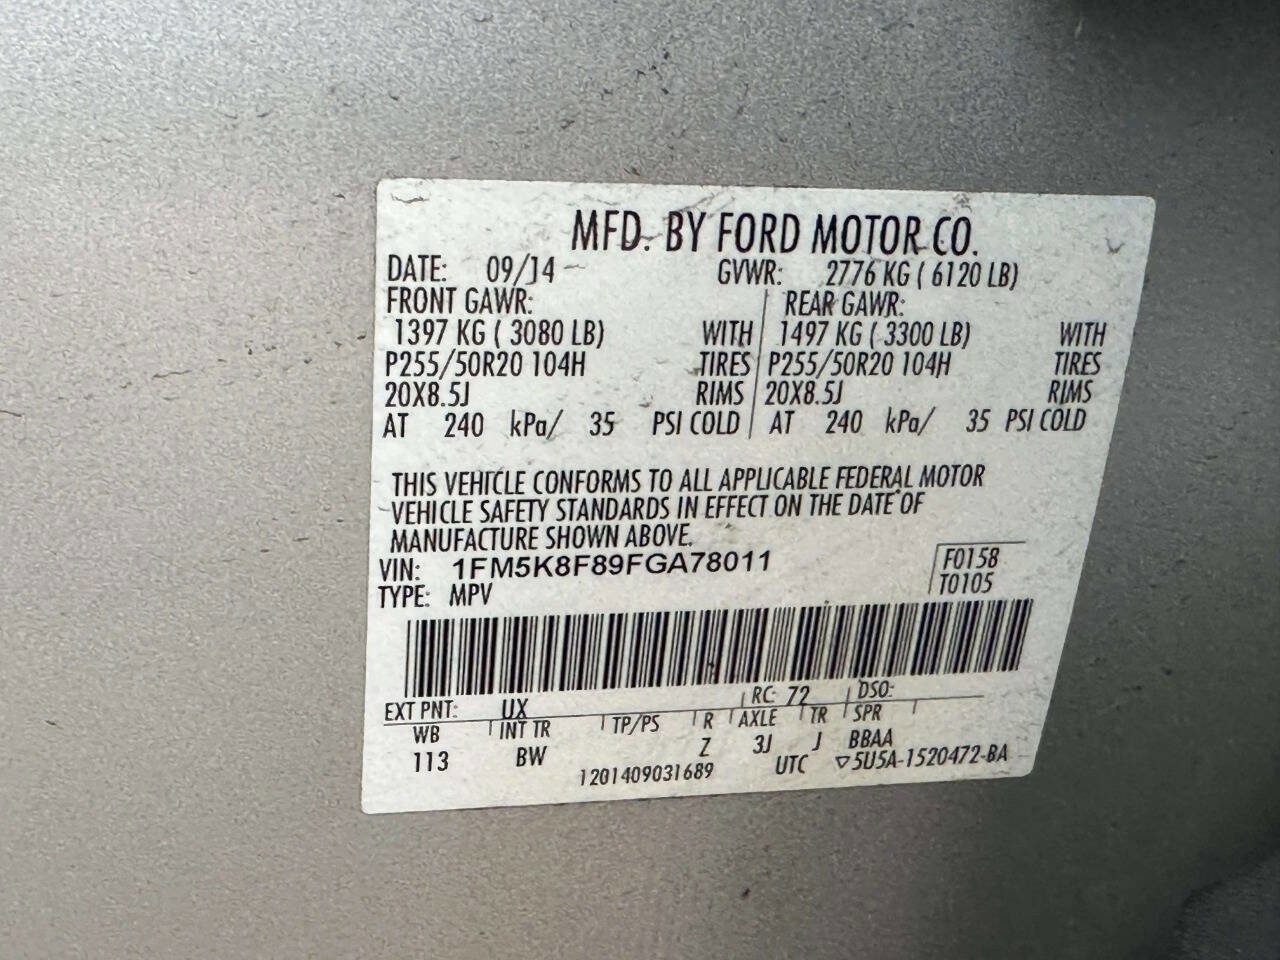 MFD. BY FORD MOTOR CO.
DATE: 09/14 GVWR: 2776 KG ( 6120 LB)
FRONT GAWR: REAR GAWR:
1397 KG ( 3080 LB) WITH 1497 KG ( 3300 LB) WITH
P255/50R20 104H TIRES P255/50R20 104H TIRES
20X8.5J RIMS 20X8.5J RIMS
AT 240 kPa/ 35 PSI COLD AT 240 kPa/ 35 PSI COLD
THIS VEHICLE CONFORMS TO ALL APPLICABLE FEDERAL MOTOR
VEHICLE SAFETY STANDARDS IN EFFECT ON THE DATE OF
MANUFACTURE SHOWN ABOVE.
VIN: 1FM5K8F89FGA78011 F0158
TYPE: MPV T0105
EXT PNT: UX RC: 72 DSO:
WB INT TR TP/PS R AXLE TR SPR
113 BW Z 3J J BBAA
1201409031689 UTC ▽5U5A-1520472-BA